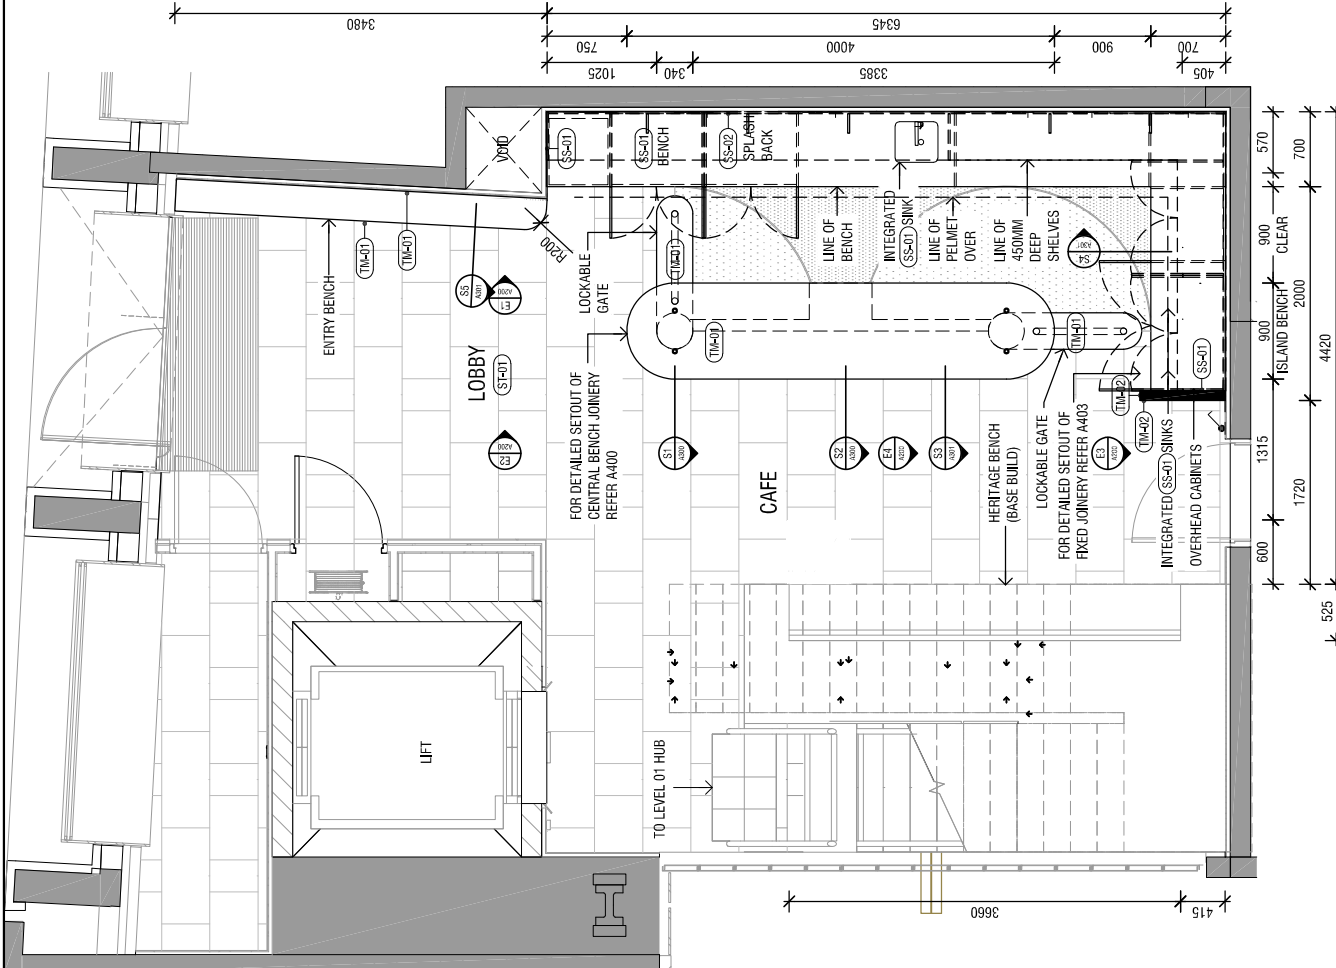 3480
6345
750
4000
900
700
1025
340
3385
405
VOID
SS-01
SS-01
BENCH
SS-02
SPLASH
BACK
570
700
TM-01
TM-01
R200
ENTRY BENCH
S5
A301
E1
A200
LOCKABLE
GATE
TM-01
LINE OF
BENCH
INTEGRATED
SS-01 SINK
LINE OF
PELMET
OVER
LINE OF
450MM
DEEP
SHELVES
S4
A301
900
CLEAR
2000
4420
LOBBY
ST-01
TM-01
TM-01
900
ISLAND BENCH
FOR DETAILED SETOUT OF
CENTRAL BENCH JOINERY
REFER A400
TM-02
TM-02
SS-01
E2
A200
S1
A300
S2
A300
E4
A200
S3
A301
E3
A200
CAFE
HERITAGE BENCH
(BASE BUILD)
LOCKABLE GATE
FOR DETAILED SETOUT OF
FIXED JOINERY REFER A403
INTEGRATED SS-01 SINKS
OVERHEAD CABINETS
1315
1720
600
525
LIFT
TO LEVEL 01 HUB
3660
415